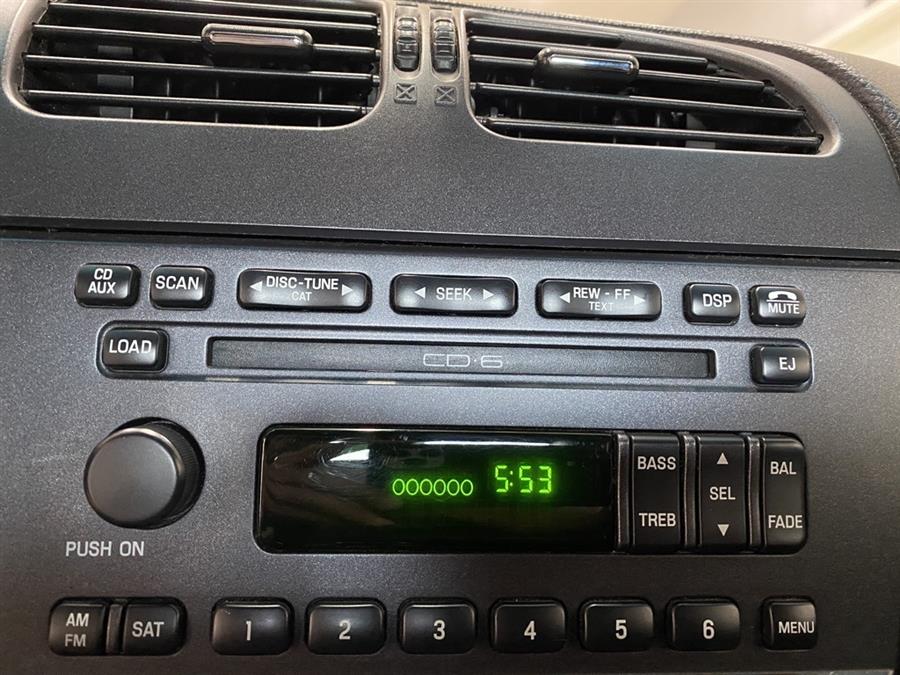 CD AUX
SCAN
DISC-TUNE
CAT
SEEK
REW - FF
TEXT
DSP
MUTE
LOAD
CD·6
EJ
000000 5:53
BASS
TREB
SEL
BAL
FADE
PUSH ON
AM
FM
SAT
1
2
3
4
5
6
MENU